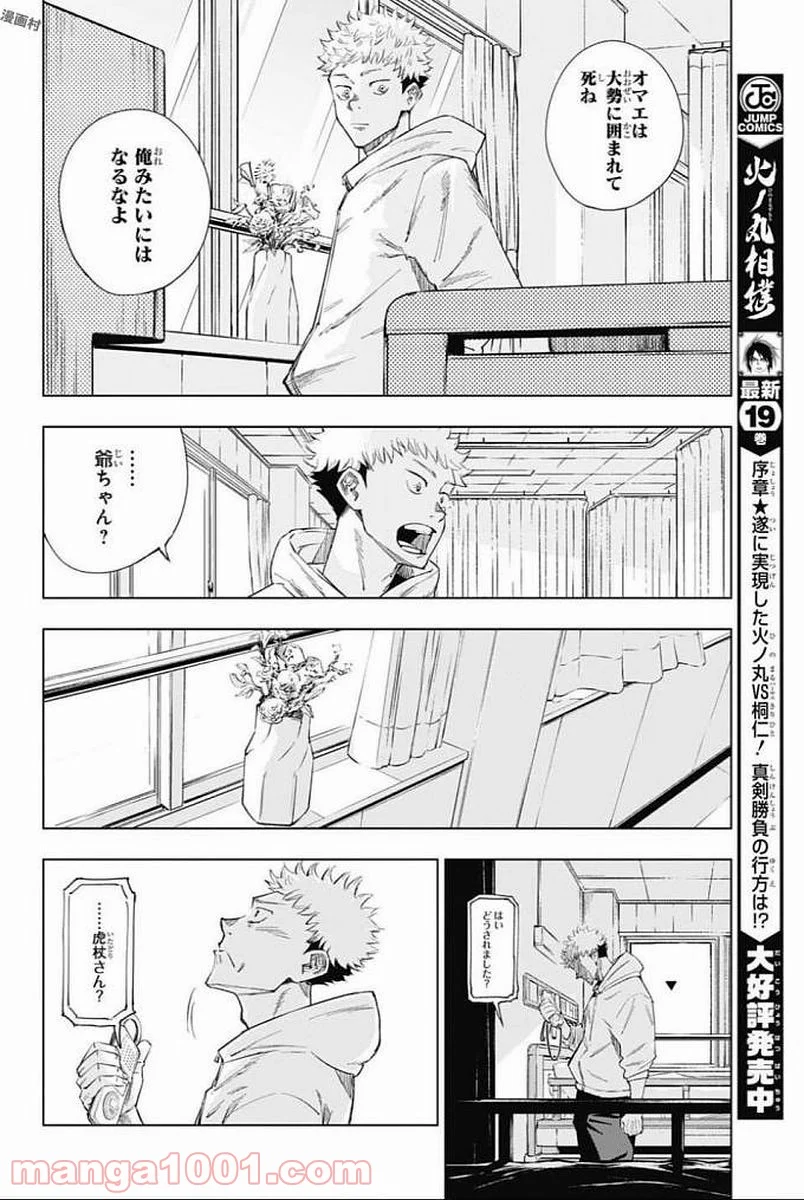 漫画村
オマエは
大勢に囲まれて
死ね
俺みたいには
なるなよ
……
爺ちゃん?
はい
どうされました?
……虎杖さん?
JC
JUMP
COMICS
火ノ丸相撲
最新
19
巻
序章★遂に実現した火ノ丸VS桐仁! 真剣勝負の行方は!?
大好評発売中
manga1001.com